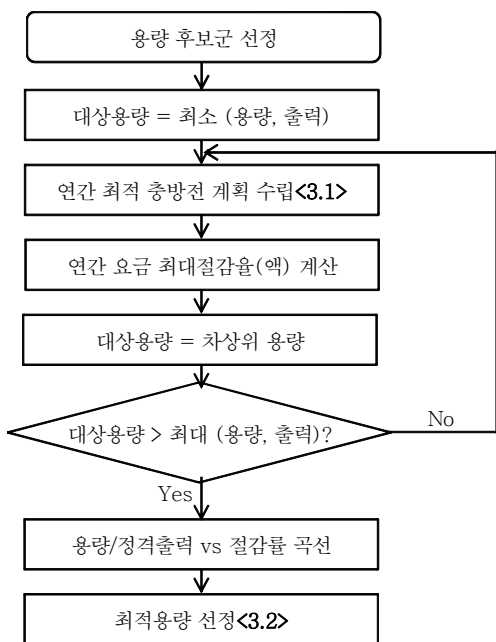 용량 후보군 선정
대상용량 = 최소 (용량, 출력)
연간 최적 충방전 계획 수립<3.1>
연간 요금 최대절감율(액) 계산
대상용량 = 차상위 용량
대상용량 > 최대 (용량, 출력)?
No
Yes
용량/정격출력 vs 절감률 곡선
최적용량 선정<3.2>